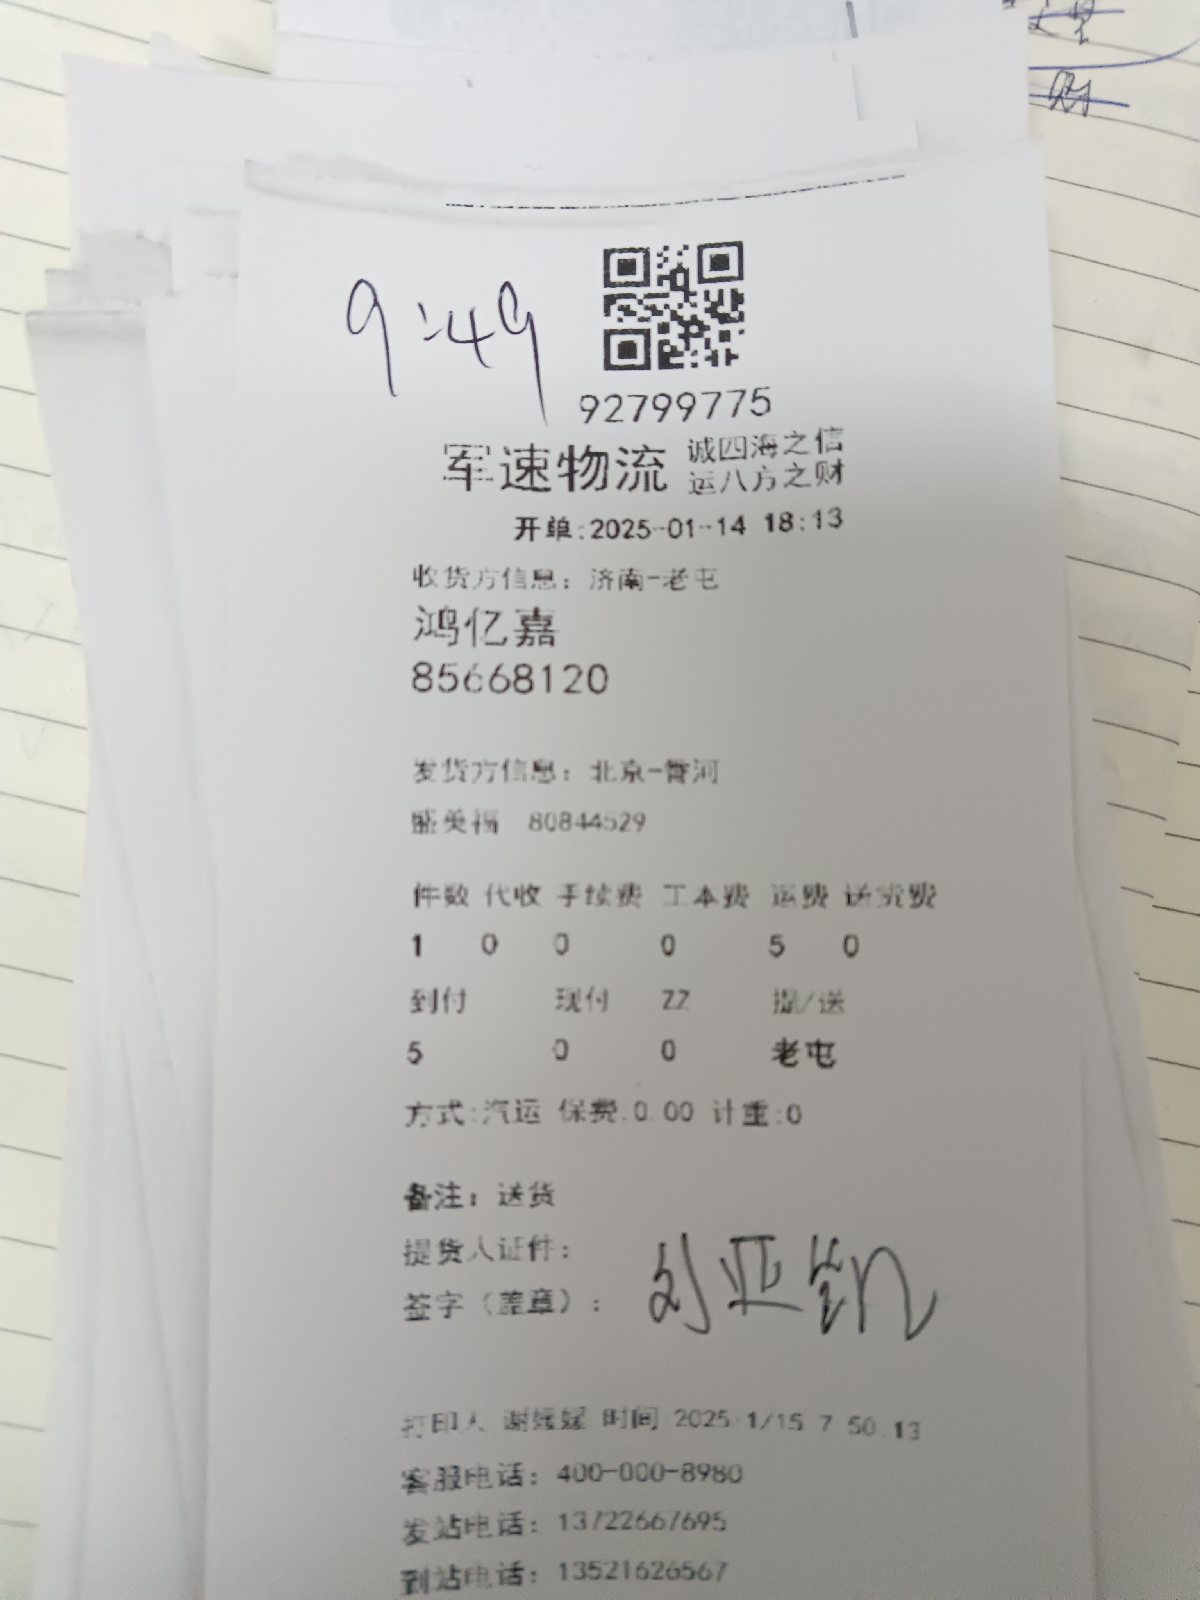 9:49
92799775
军速物流 诚四海之信
运八方之财
开单:2025-01-14 18:13
收货方信息：济南-老屯
鸿亿嘉
85668120
发货方信息：北京-香河
盛美福 80844529
件数 代收 手续费 工本费 运费 送货费
1 0 0 0 5 0
到付 现付 ZZ 提/送
5 0 0 老屯
方式:汽运 保费:0.00 计重:0
备注：送货
提货人证件：
签字（盖章）： 刘亚钒
打印人 谢媛媛 时间 2025/1/15 7:50:13
客服电话：400-000-8980
发站电话：13722667695
到站电话：13521626567